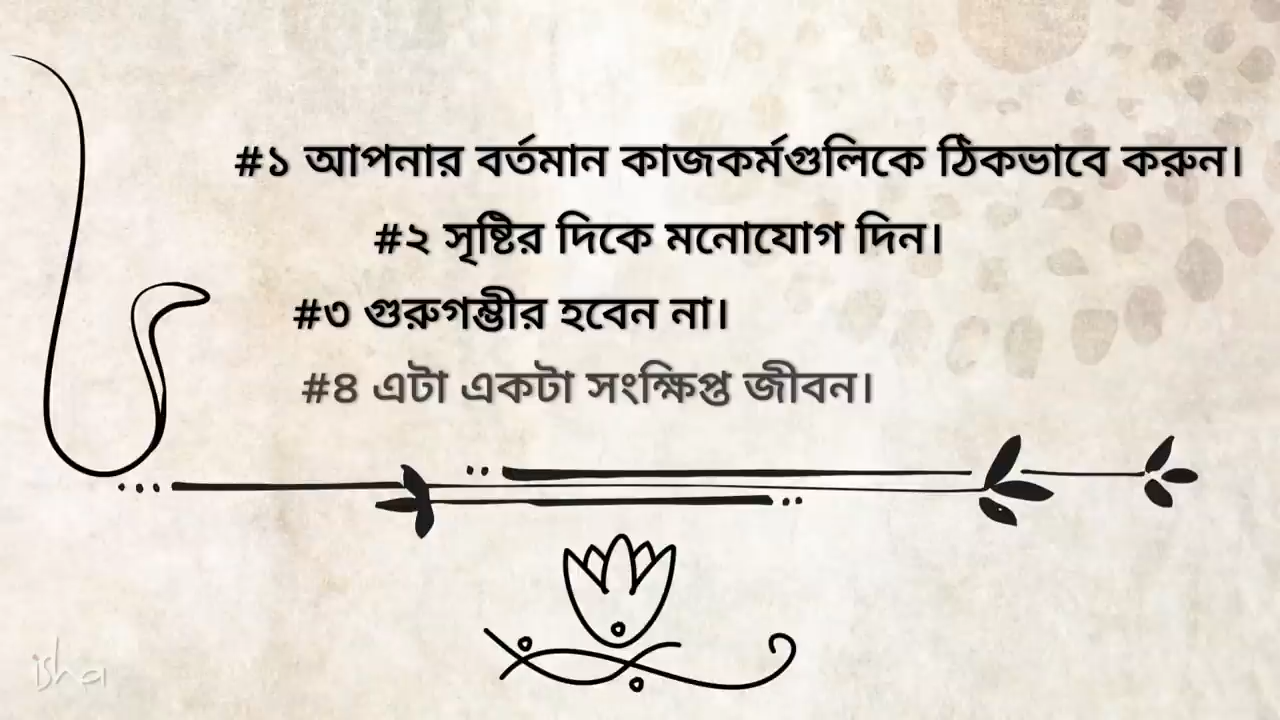 #১ আপনার বর্তমান কাজকর্মগুলিকে ঠিকভাবে করুন।
#২ সৃষ্টির দিকে মনোযোগ দিন।
#৩ গুরুগম্ভীর হবেন না।
#৪ এটা একটা সংক্ষিপ্ত জীবন।
isha